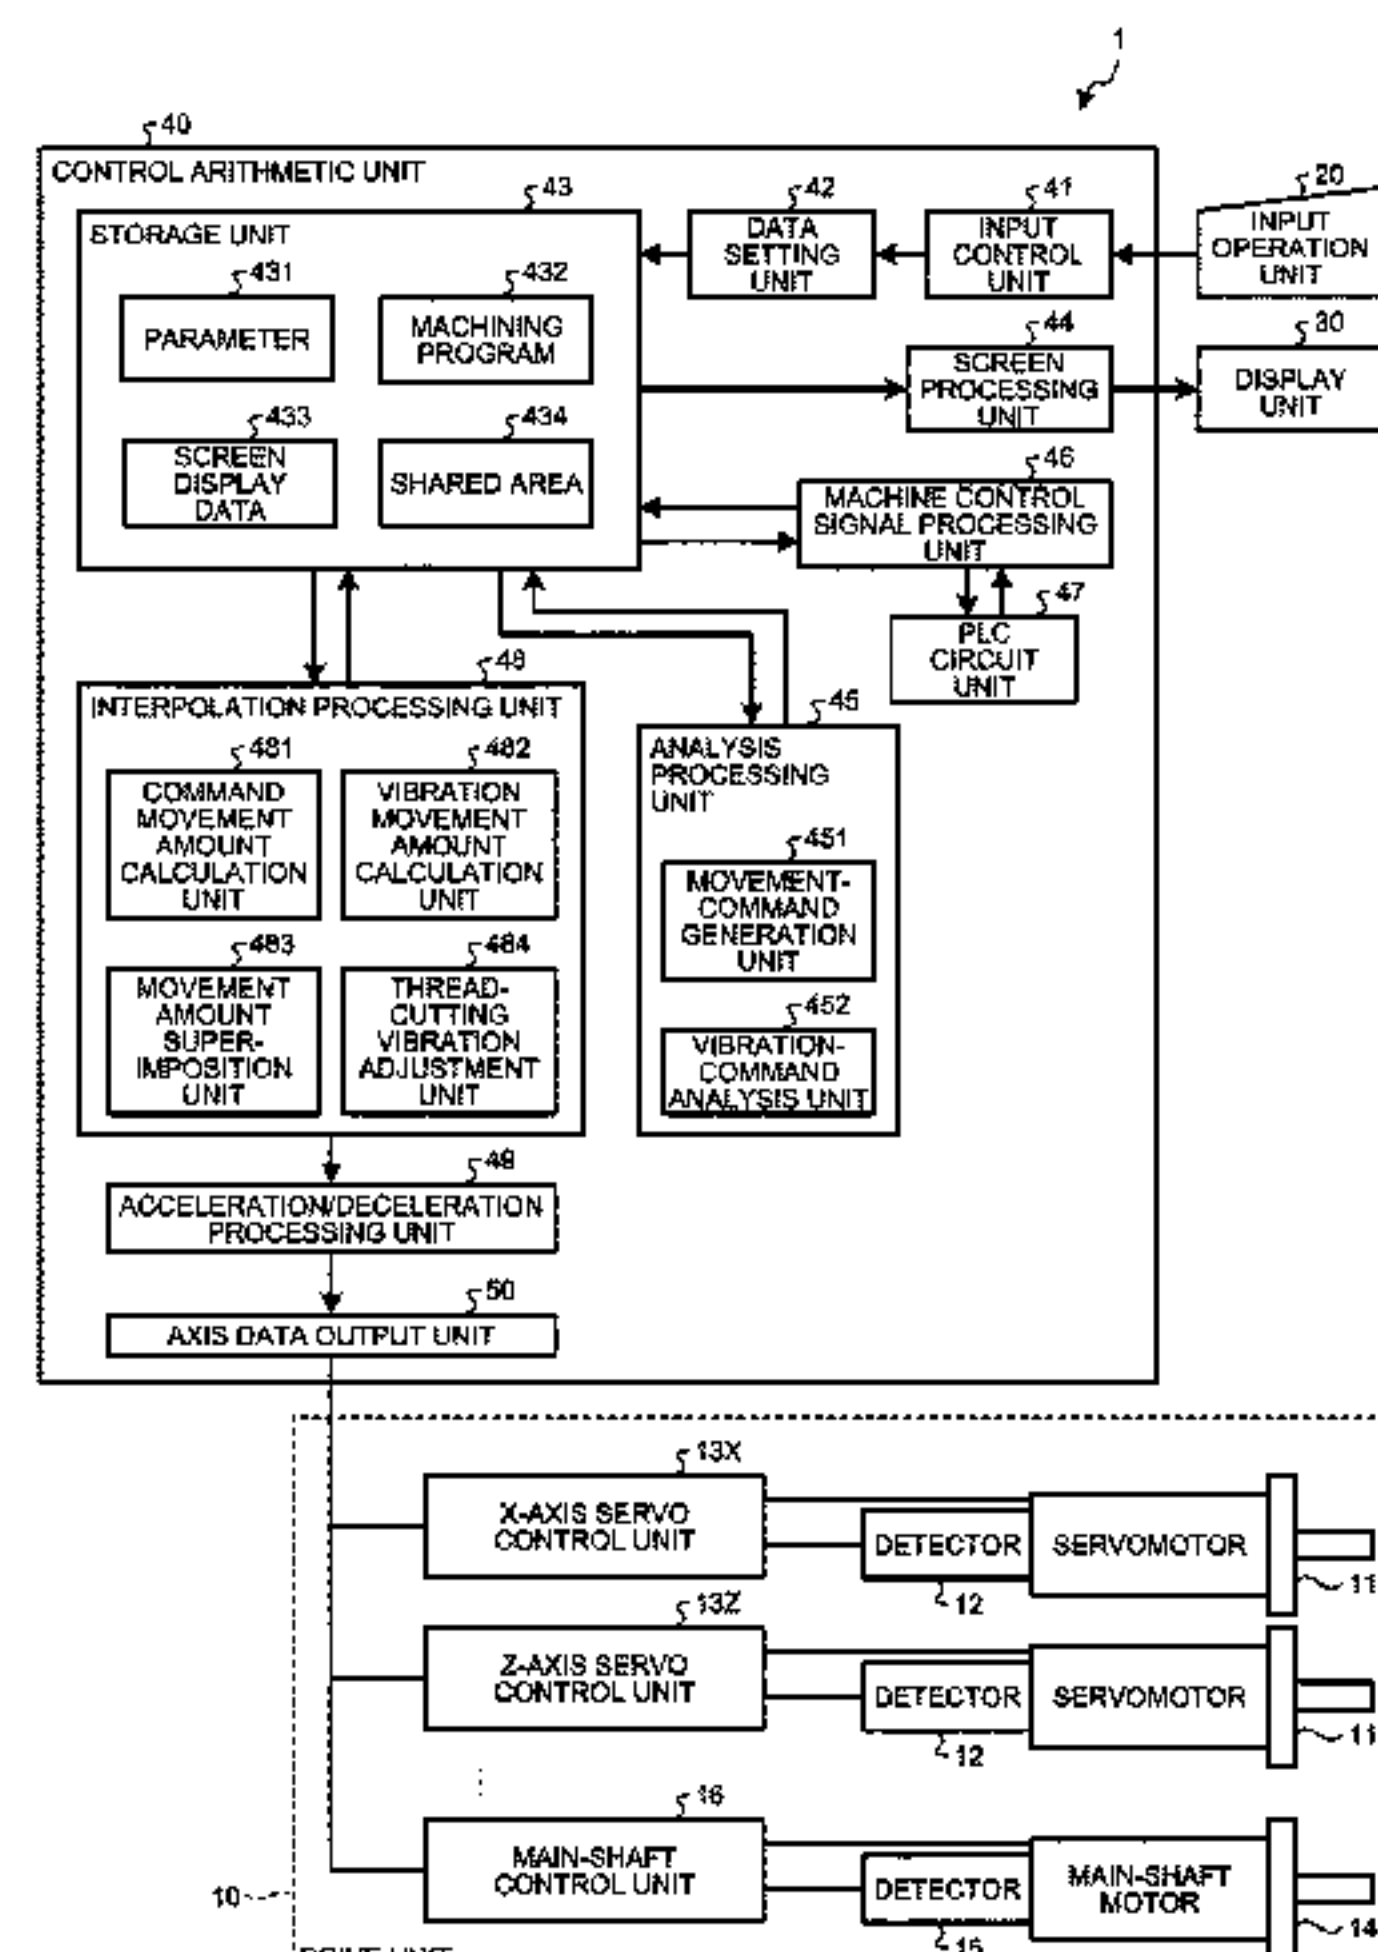 1
40
CONTROL ARITHMETIC UNIT
43
STORAGE UNIT
431
PARAMETER
432
MACHINING
PROGRAM
433
SCREEN
DISPLAY
DATA
434
SHARED AREA
42
DATA
SETTING
UNIT
41
INPUT
CONTROL
UNIT
20
INPUT
OPERATION
UNIT
44
SCREEN
PROCESSING
UNIT
30
DISPLAY
UNIT
46
MACHINE CONTROL
SIGNAL PROCESSING
UNIT
47
PLC
CIRCUIT
UNIT
48
INTERPOLATION PROCESSING UNIT
481
COMMAND
MOVEMENT
AMOUNT
CALCULATION
UNIT
482
VIBRATION
MOVEMENT
AMOUNT
CALCULATION
UNIT
483
MOVEMENT
AMOUNT
SUPER-
IMPOSITION
UNIT
484
THREAD-
CUTTING
VIBRATION
ADJUSTMENT
UNIT
45
ANALYSIS
PROCESSING
UNIT
451
MOVEMENT-
COMMAND
GENERATION
UNIT
452
VIBRATION-
COMMAND
ANALYSIS UNIT
49
ACCELERATION/DECELERATION
PROCESSING UNIT
50
AXIS DATA OUTPUT UNIT
13X
X-AXIS SERVO
CONTROL UNIT
DETECTOR
12
SERVOMOTOR
11
13Z
Z-AXIS SERVO
CONTROL UNIT
DETECTOR
12
SERVOMOTOR
11
16
MAIN-SHAFT
CONTROL UNIT
DETECTOR
15
MAIN-SHAFT
MOTOR
14
10